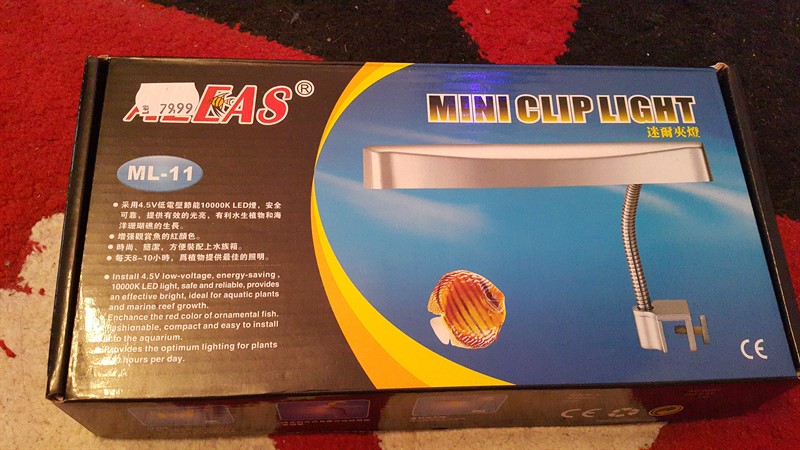 79.99
EAS®
MINI CLIP LIGHT
迷爾夾燈
ML-11
● 采用4.5V低電壓節能10000K LED燈，安全
可靠，提供有效的光亮，有利水生植物和海
洋珊瑚礁的生長。
● 增强觀賞魚的紅顔色。
● 時尚、簡潔，方便裝配上水族箱。
● 每天8~10小時，爲植物提供最佳的照明。
● Install 4.5V low-voltage, energy-saving ,
10000K LED light, safe and reliable, provides
an effective bright, ideal for aquatic plants
and marine reef growth.
Enchance the red color of ornamental fish.
ashionable, compact and easy to install
to the aquarium.
rovides the optimum lighting for plants
hours per day.
CE
CE